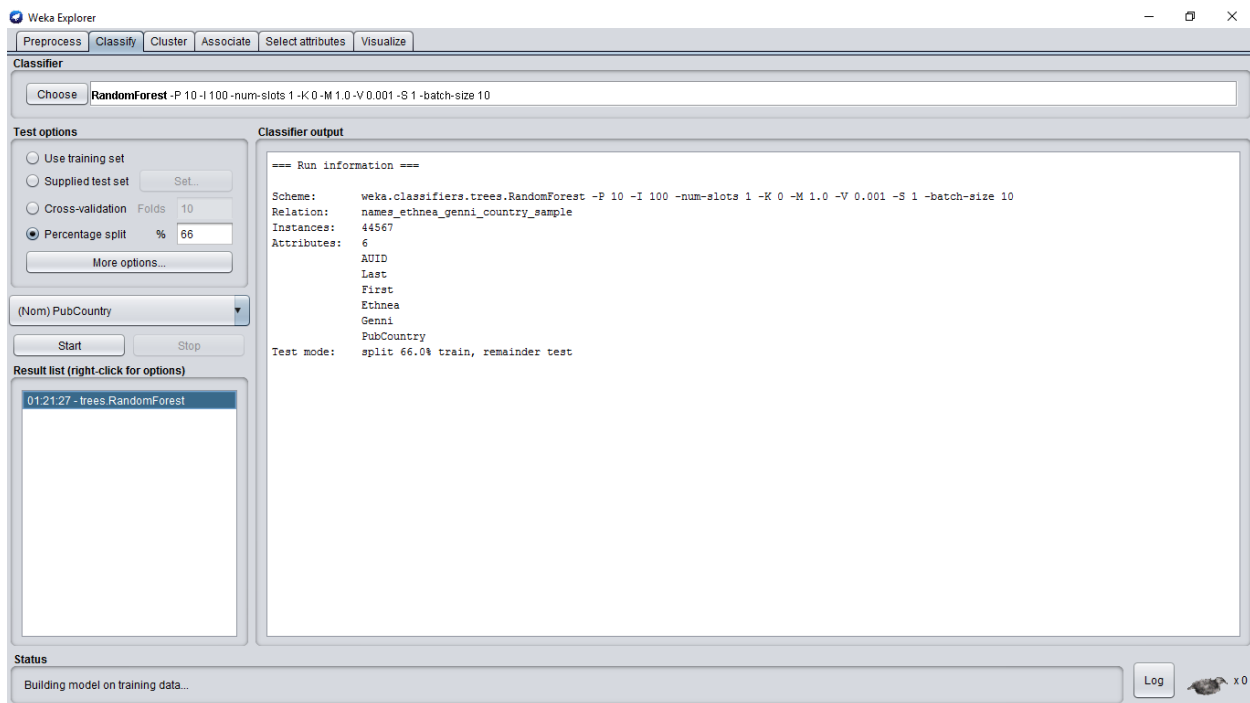 Weka Explorer
Preprocess Classify Cluster Associate Select attributes Visualize
Classifier
Choose RandomForest -P 10 -I 100 -num-slots 1 -K 0 -M 1.0 -V 0.001 -S 1 -batch-size 10
Test options
Use training set
Supplied test set Set...
Cross-validation Folds 10
Percentage split % 66
More options...
(Nom) PubCountry
Start Stop
Result list (right-click for options)
01:21:27 - trees.RandomForest
Classifier output
=== Run information ===
Scheme: weka.classifiers.trees.RandomForest -P 10 -I 100 -num-slots 1 -K 0 -M 1.0 -V 0.001 -S 1 -batch-size 10
Relation: names_ethnea_genni_country_sample
Instances: 44567
Attributes: 6
AUID
Last
First
Ethnea
Genni
PubCountry
Test mode: split 66.0% train, remainder test
Status
Building model on training data...
Log x 0